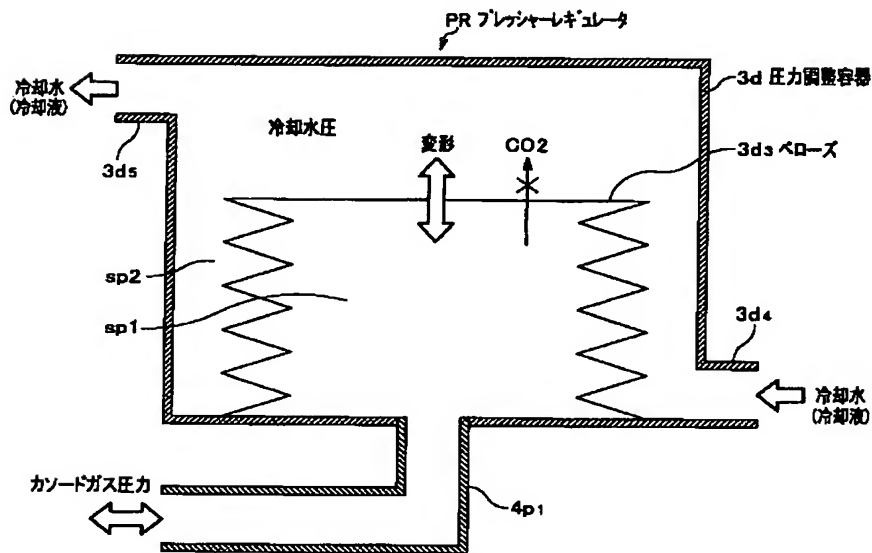 PR プレッシャーレギュレータ
冷却水
(冷却液)
3d 圧力調整容器
冷却水圧
変形
CO2
3d3 ベローズ
3d5
sp2
sp1
3d4
冷却水
(冷却液)
カソードガス圧力
4p1